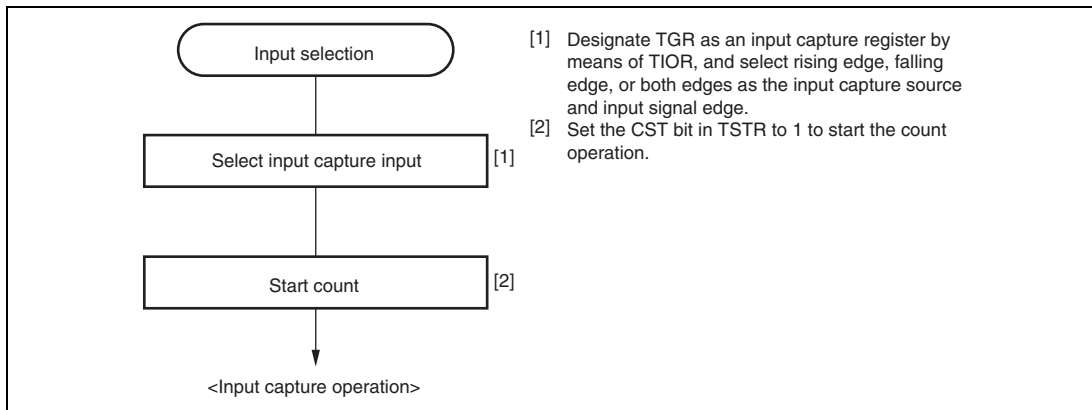 Input selection
Select input capture input
[1]
Start count
[2]
<Input capture operation>
[1] Designate TGR as an input capture register by
means of TIOR, and select rising edge, falling
edge, or both edges as the input capture source
and input signal edge.
[2] Set the CST bit in TSTR to 1 to start the count
operation.